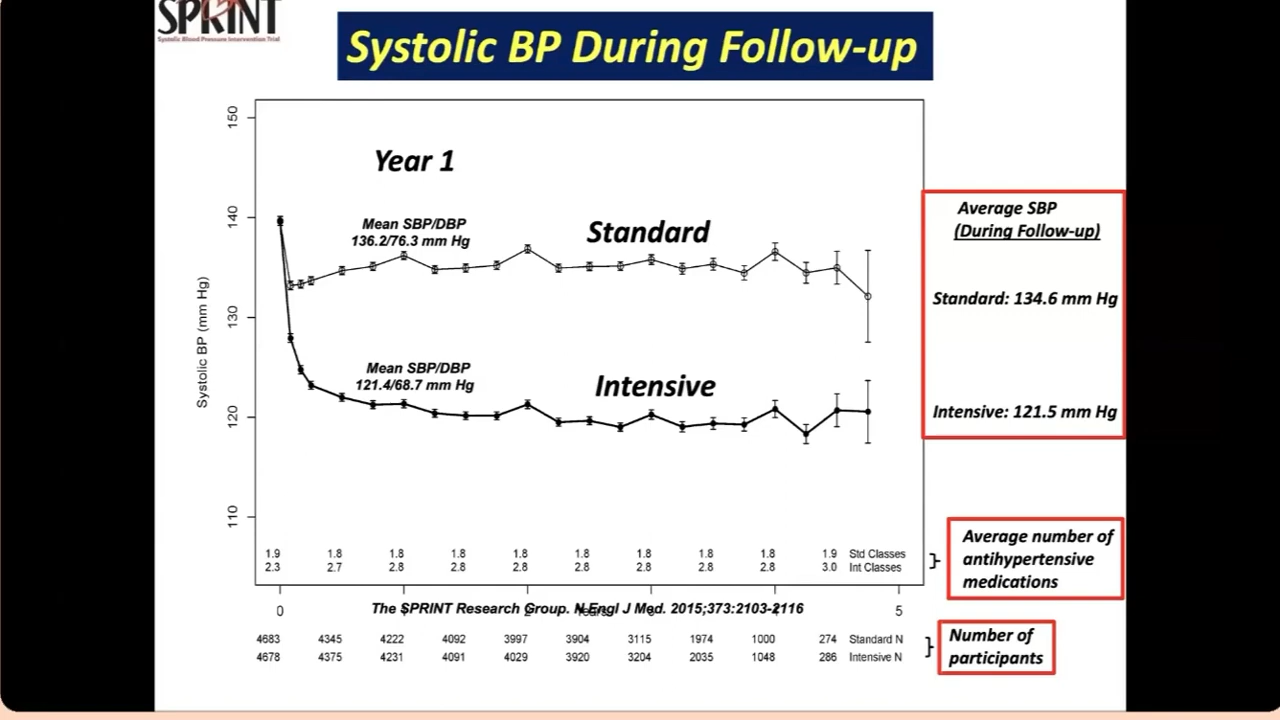 SPRINT
Systolic Blood Pressure Intervention Trial
Systolic BP During Follow-up
150
140
130
120
110
Systolic BP (mm Hg)
Year 1
Mean SBP/DBP
136.2/76.3 mm Hg
Standard
Mean SBP/DBP
121.4/68.7 mm Hg
Intensive
Average SBP
(During Follow-up)
Standard: 134.6 mm Hg
Intensive: 121.5 mm Hg
1.9 1.8 1.8 1.8 1.8 1.8 1.8 1.8 1.8 1.9 Std Classes
2.3 2.7 2.8 2.8 2.8 2.8 2.8 2.8 2.8 3.0 Int Classes
} Average number of
antihypertensive
medications
0 1 2 3 4 5
Years
The SPRINT Research Group. N Engl J Med. 2015;373:2103-2116
4683 4345 4222 4092 3997 3904 3115 1974 1000 274 Standard N
4678 4375 4231 4091 4029 3920 3204 2035 1048 286 Intensive N
} Number of
participants